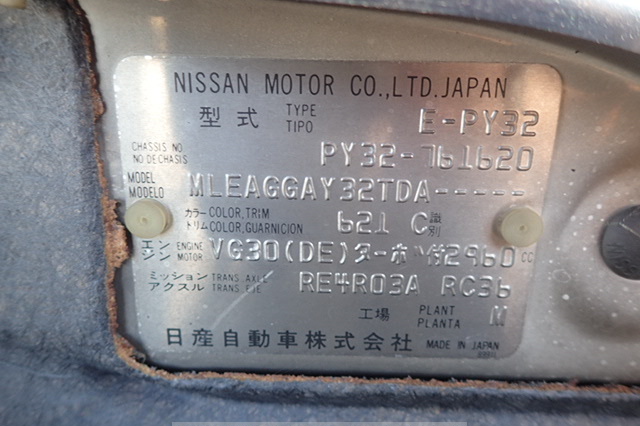 NISSAN MOTOR CO.,LTD.JAPAN
型式 TYPE TIPO E-PY32
CHASSIS NO NO DE CHASIS PY32-761620
MODEL MODELO MLEAGGAY32TDA-----
カラー トリム COLOR,TRIM COLOR,GUARNICION 621 C 識別
エンジン ENGINE MOTOR VG30(DE)ターボ 2960 cc
ミッション アクスル TRANS.AXLE TRANS.EJE RE4R03A RC36
工場 PLANT PLANTA N
日産自動車株式会社 MADE IN JAPAN